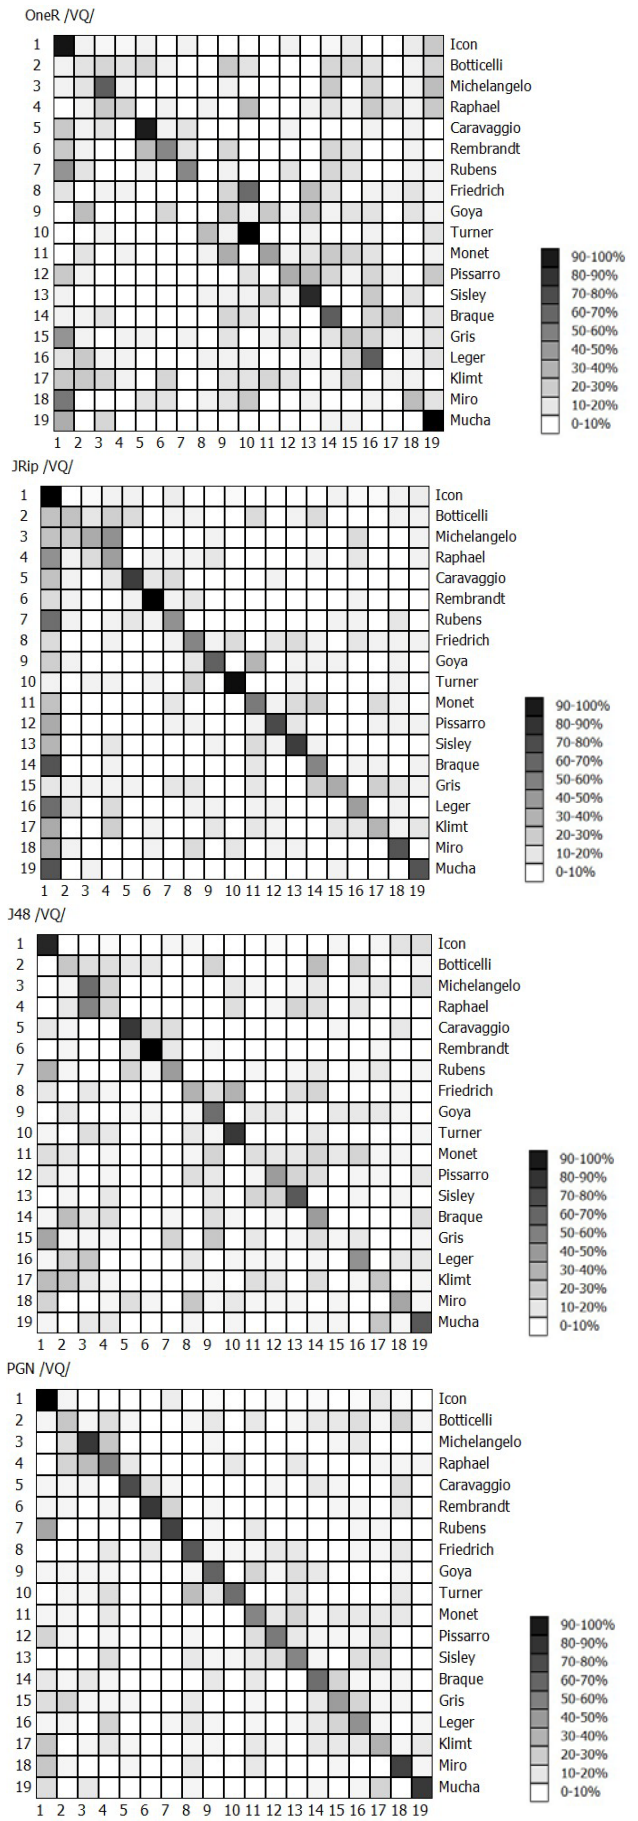 OneR /VQ/
1 Icon
2 Botticelli
3 Michelangelo
4 Raphael
5 Caravaggio
6 Rembrandt
7 Rubens
8 Friedrich
9 Goya
10 Turner
11 Monet
12 Pissarro
13 Sisley
14 Braque
15 Gris
16 Leger
17 Klimt
18 Miro
19 Mucha
1 2 3 4 5 6 7 8 9 10 11 12 13 14 15 16 17 18 19
90-100%
80-90%
70-80%
60-70%
50-60%
40-50%
30-40%
20-30%
10-20%
0-10%
JRip /VQ/
1 Icon
2 Botticelli
3 Michelangelo
4 Raphael
5 Caravaggio
6 Rembrandt
7 Rubens
8 Friedrich
9 Goya
10 Turner
11 Monet
12 Pissarro
13 Sisley
14 Braque
15 Gris
16 Leger
17 Klimt
18 Miro
19 Mucha
1 2 3 4 5 6 7 8 9 10 11 12 13 14 15 16 17 18 19
90-100%
80-90%
70-80%
60-70%
50-60%
40-50%
30-40%
20-30%
10-20%
0-10%
J48 /VQ/
1 Icon
2 Botticelli
3 Michelangelo
4 Raphael
5 Caravaggio
6 Rembrandt
7 Rubens
8 Friedrich
9 Goya
10 Turner
11 Monet
12 Pissarro
13 Sisley
14 Braque
15 Gris
16 Leger
17 Klimt
18 Miro
19 Mucha
1 2 3 4 5 6 7 8 9 10 11 12 13 14 15 16 17 18 19
90-100%
80-90%
70-80%
60-70%
50-60%
40-50%
30-40%
20-30%
10-20%
0-10%
PGN /VQ/
1 Icon
2 Botticelli
3 Michelangelo
4 Raphael
5 Caravaggio
6 Rembrandt
7 Rubens
8 Friedrich
9 Goya
10 Turner
11 Monet
12 Pissarro
13 Sisley
14 Braque
15 Gris
16 Leger
17 Klimt
18 Miro
19 Mucha
1 2 3 4 5 6 7 8 9 10 11 12 13 14 15 16 17 18 19
90-100%
80-90%
70-80%
60-70%
50-60%
40-50%
30-40%
20-30%
10-20%
0-10%